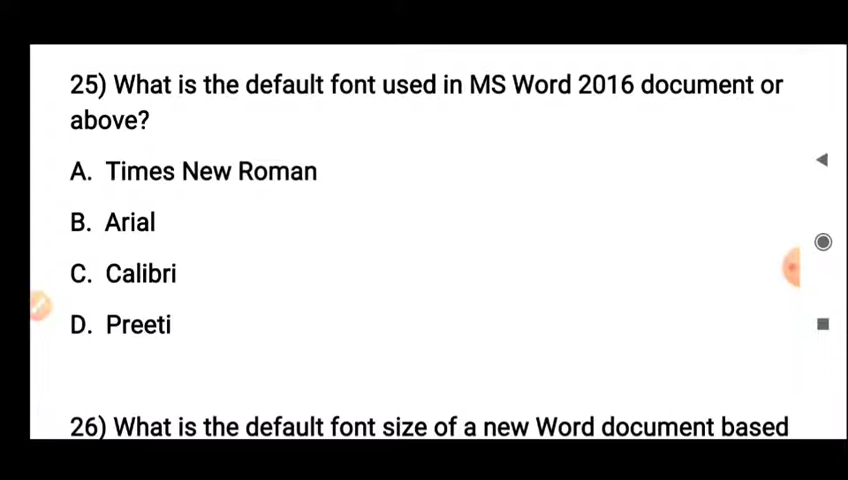 25) What is the default font used in MS Word 2016 document or
above?
A. Times New Roman
B. Arial
C. Calibri
D. Preeti
26) What is the default font size of a new Word document based